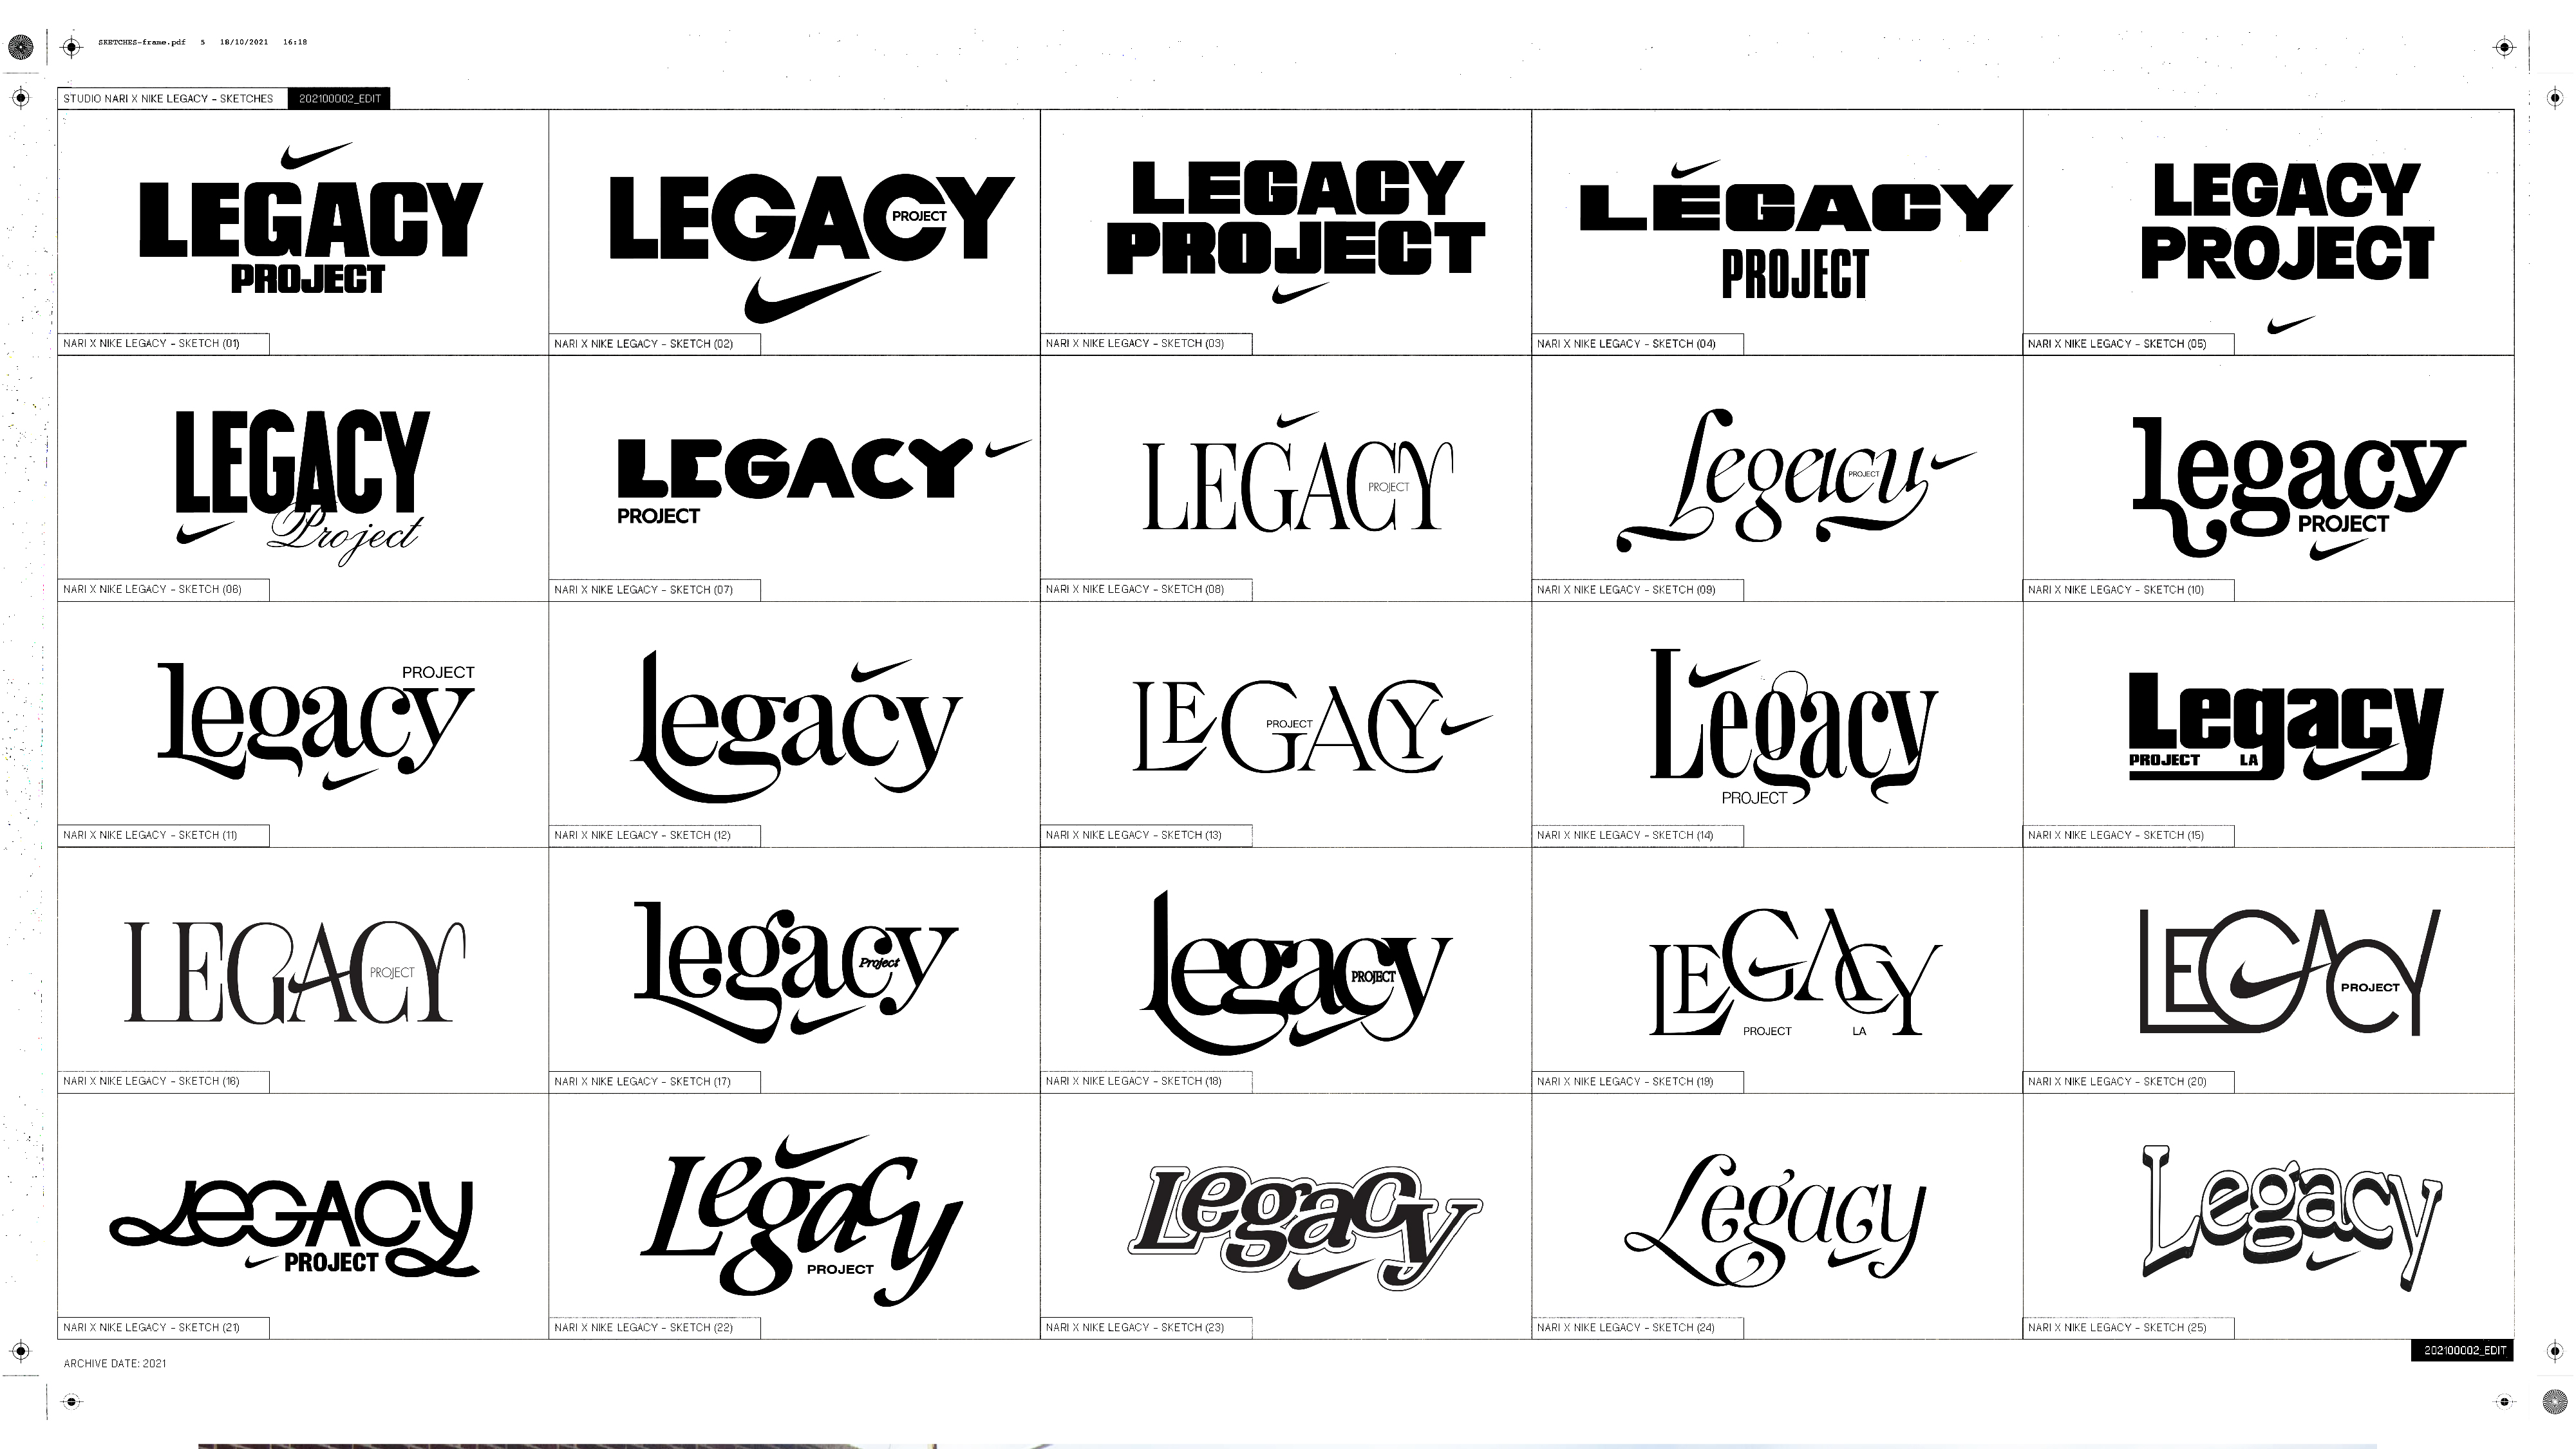 SKETCHES-frame.pdf 5 18/10/2021 16:18
STUDIO NARI X NIKE LEGACY - SKETCHES 202100002_EDIT
LEGACY
PROJECT
NARI X NIKE LEGACY - SKETCH (01)
LEGACY
PROJECT
NARI X NIKE LEGACY - SKETCH (02)
LEGACY
PROJECT
NARI X NIKE LEGACY - SKETCH (03)
LEGACY
PROJECT
NARI X NIKE LEGACY - SKETCH (04)
LEGACY
PROJECT
NARI X NIKE LEGACY - SKETCH (05)
LEGACY
Project
NARI X NIKE LEGACY - SKETCH (06)
LEGACY
PROJECT
NARI X NIKE LEGACY - SKETCH (07)
LEGACY
PROJECT
NARI X NIKE LEGACY - SKETCH (08)
Legacy
PROJECT
NARI X NIKE LEGACY - SKETCH (09)
legacy
PROJECT
NARI X NIKE LEGACY - SKETCH (10)
PROJECT
legacy
NARI X NIKE LEGACY - SKETCH (11)
legacy
NARI X NIKE LEGACY - SKETCH (12)
LEGACY
PROJECT
NARI X NIKE LEGACY - SKETCH (13)
Legacy
PROJECT
NARI X NIKE LEGACY - SKETCH (14)
Legacy
PROJECT LA
NARI X NIKE LEGACY - SKETCH (15)
LEGACY
PROJECT
NARI X NIKE LEGACY - SKETCH (16)
legacy
Project
NARI X NIKE LEGACY - SKETCH (17)
legacy
PROJECT
NARI X NIKE LEGACY - SKETCH (18)
LEGACY
PROJECT LA
NARI X NIKE LEGACY - SKETCH (19)
LEGACY
PROJECT
NARI X NIKE LEGACY - SKETCH (20)
LeGACY
PROJECT
NARI X NIKE LEGACY - SKETCH (21)
Legacy
PROJECT
NARI X NIKE LEGACY - SKETCH (22)
Legacy
NARI X NIKE LEGACY - SKETCH (23)
Legacy
NARI X NIKE LEGACY - SKETCH (24)
Legacy
NARI X NIKE LEGACY - SKETCH (25)
ARCHIVE DATE: 2021
202100002_EDIT